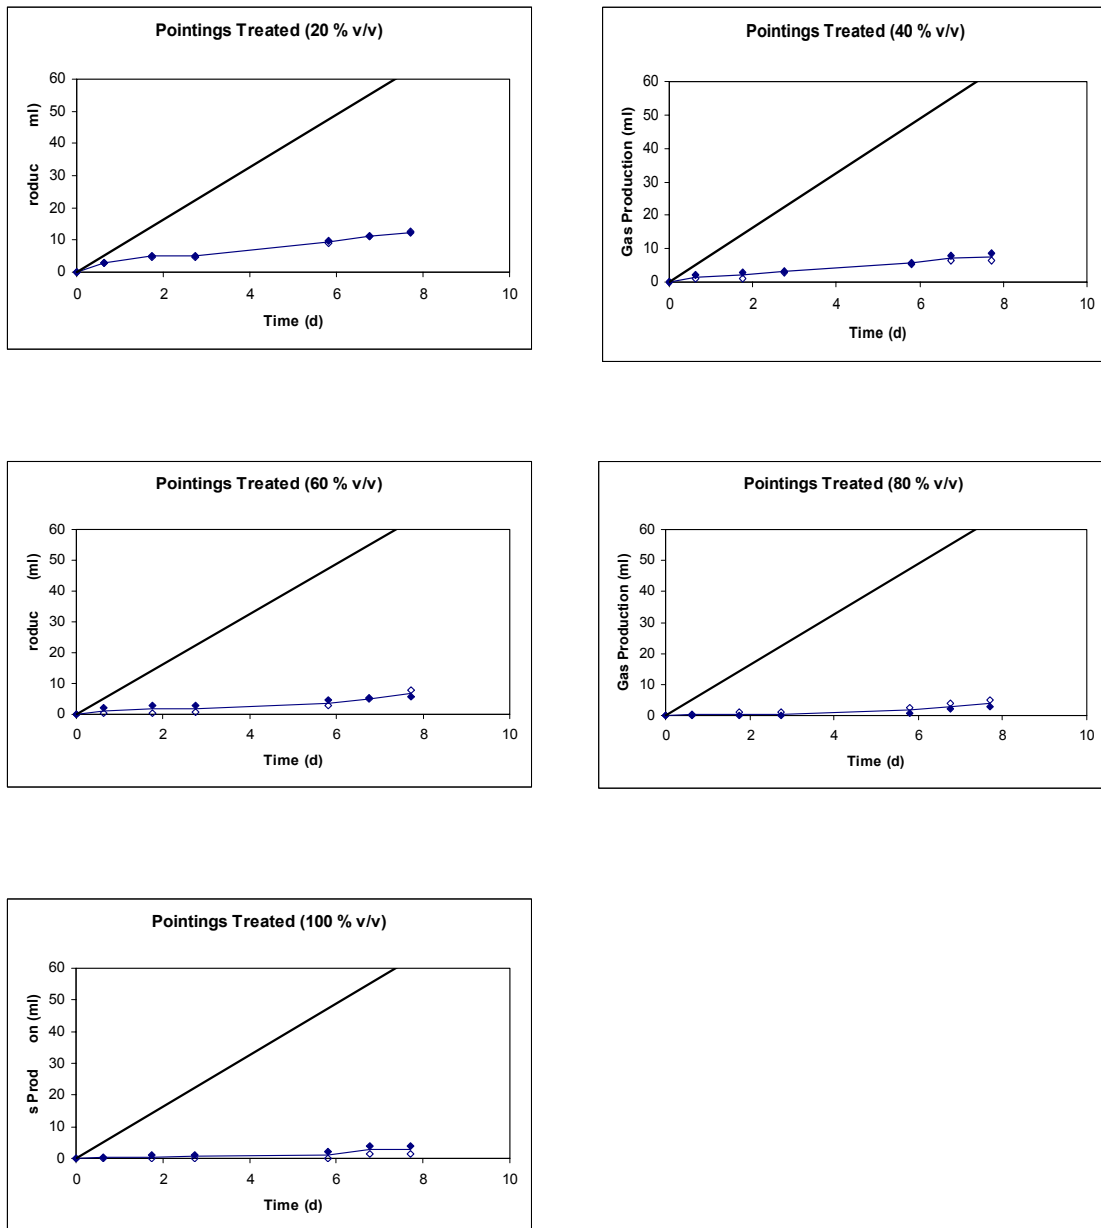 Pointings Treated (20 % v/v)
60
50
40
30
20
10
0
roduc ml)
0 2 4 6 8 10
Time (d)
Pointings Treated (40 % v/v)
60
50
40
30
20
10
0
Gas Production (ml)
0 2 4 6 8 10
Time (d)
Pointings Treated (60 % v/v)
60
50
40
30
20
10
0
roduc (ml)
0 2 4 6 8 10
Time (d)
Pointings Treated (80 % v/v)
60
50
40
30
20
10
0
Gas Production (ml)
0 2 4 6 8 10
Time (d)
Pointings Treated (100 % v/v)
60
50
40
30
20
10
0
s Prod on (ml)
0 2 4 6 8 10
Time (d)